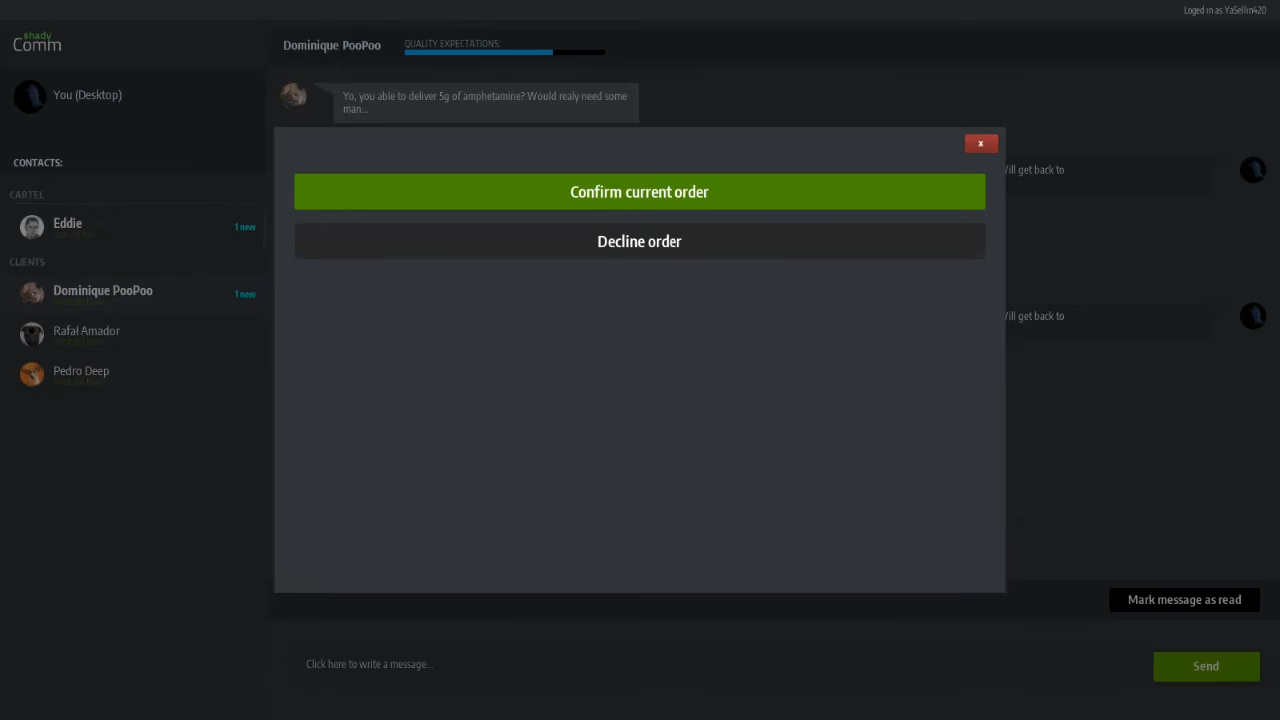 Loged in as YaSellin420
shady
Comm
Dominique PooPoo
QUALITY EXPECTATIONS:
You (Desktop)
Yo, you able to deliver 5g of amphetamine? Would realy need some
man...
x
CONTACTS:
Confirm current order
Will get back to
CARTEL
Eddie
1 new
Decline order
CLIENTS
Dominique PooPoo
1 new
Will get back to
Rafał Amador
Pedro Deep
Mark message as read
Click here to write a message...
Send